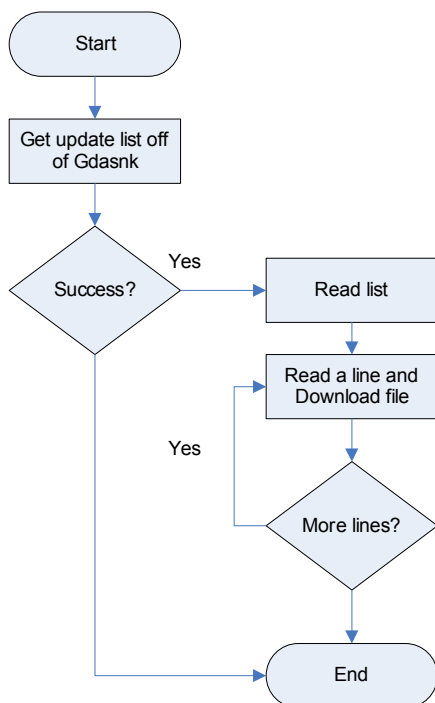 Start
Get update list off
of Gdasnk
Success?
Yes
Read list
Read a line and
Download file
Yes
More lines?
End